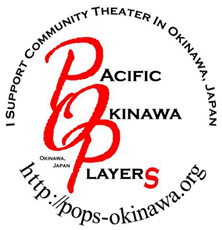 I SUPPORT COMMUNITY THEATER IN OKINAWA, JAPAN
PACIFIC
OKINAWA
OKINAWA,
JAPAN
PLAYERS
http://pops-okinawa.org